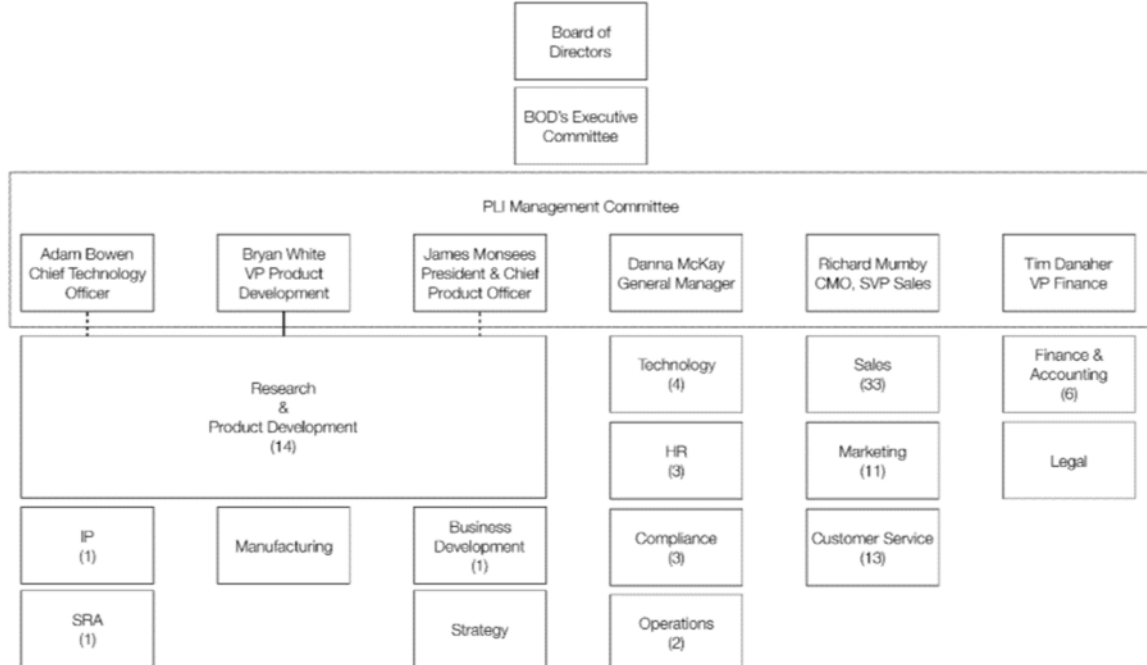 Board of
Directors
BOD's Executive
Committee
PLI Management Committee
Adam Bowen
Chief Technology
Officer
Bryan White
VP Product
Development
James Monsees
President & Chief
Product Officer
Danna McKay
General Manager
Richard Mumby
CMO, SVP Sales
Tim Danaher
VP Finance
Research
&
Product Development
(14)
Technology
(4)
Sales
(33)
Finance &
Accounting
(6)
HR
(3)
Marketing
(11)
Legal
IP
(1)
Manufacturing
Business
Development
(1)
Compliance
(3)
Customer Service
(13)
SRA
(1)
Strategy
Operations
(2)